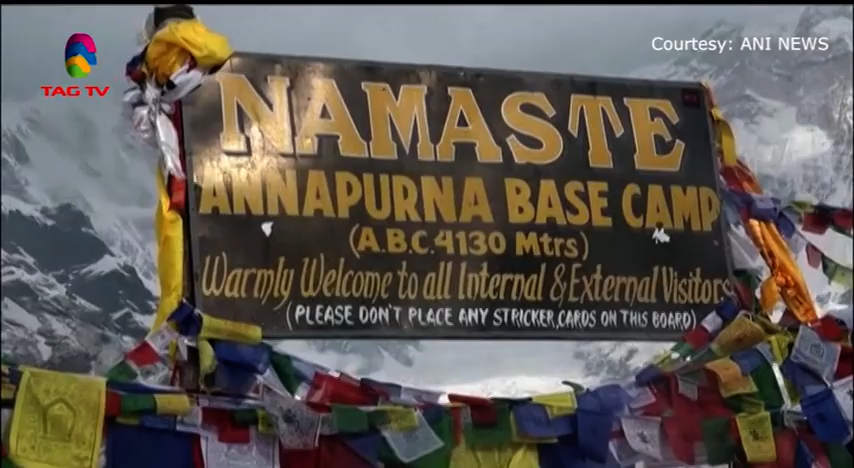 Courtesy: ANI NEWS
TAG TV
NAMASTE
ANNAPURNA BASE CAMP
(A.B.C.4130 Mtrs)
Warmly Welcome to all Internal & External Visitors
(PLEASE DON'T PLACE ANY STRICKER,CARDS ON THIS BOARD)